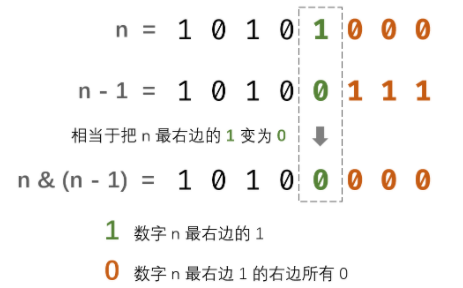 n = 1 0 1 0 1 0 0 0
n - 1 = 1 0 1 0 0 1 1 1
相当于把 n 最右边的 1 变为 0
n & (n - 1) = 1 0 1 0 0 0 0 0
1 数字 n 最右边的 1
0 数字 n 最右边 1 的右边所有 0